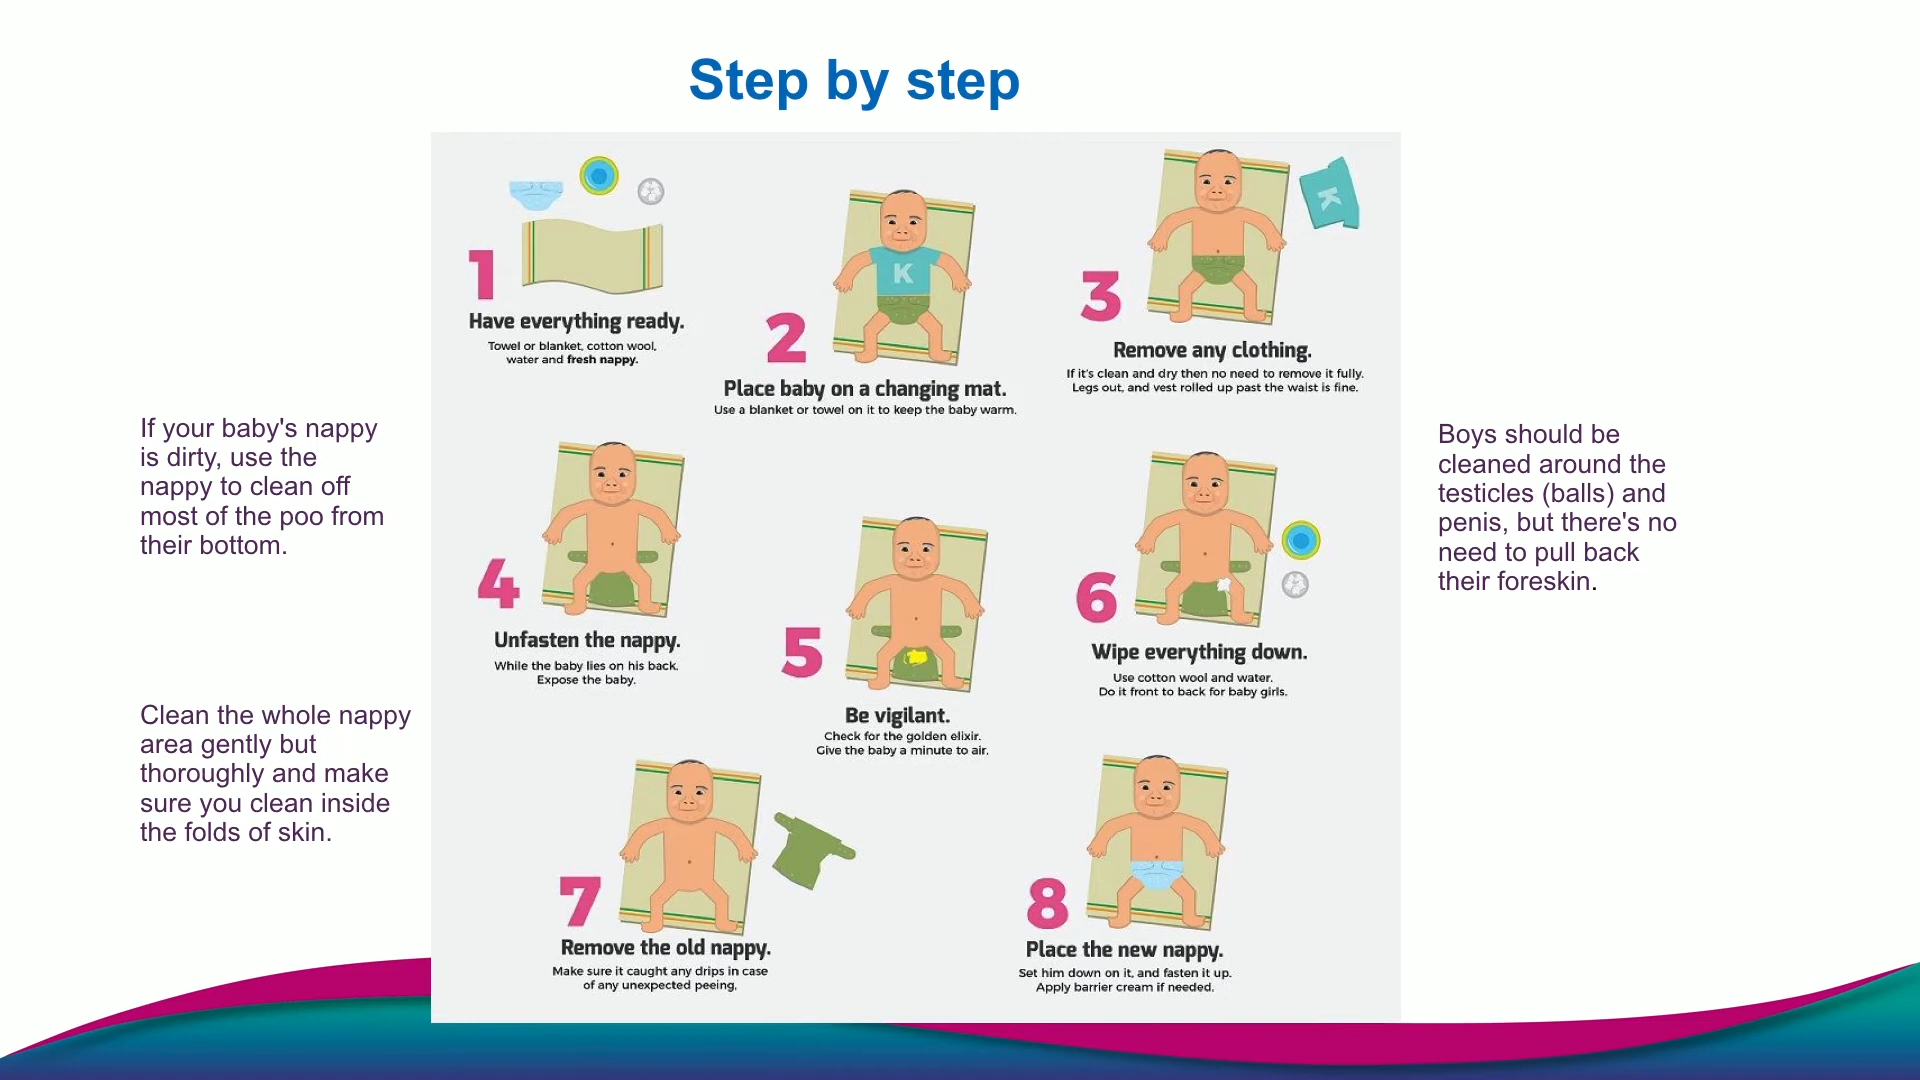 Step by step
1
Have everything ready.
Towel or blanket, cotton wool,
water and fresh nappy.
K
2
Place baby on a changing mat.
Use a blanket or towel on it to keep the baby warm.
K
3
Remove any clothing.
If it's clean and dry then no need to remove it fully.
Legs out, and vest rolled up past the waist is fine.
If your baby's nappy
is dirty, use the
nappy to clean off
most of the poo from
their bottom.
Clean the whole nappy
area gently but
thoroughly and make
sure you clean inside
the folds of skin.
4
Unfasten the nappy.
While the baby lies on his back.
Expose the baby.
5
Be vigilant.
Check for the golden elixir.
Give the baby a minute to air.
6
Wipe everything down.
Use cotton wool and water.
Do it front to back for baby girls.
Boys should be
cleaned around the
testicles (balls) and
penis, but there's no
need to pull back
their foreskin.
7
Remove the old nappy.
Make sure it caught any drips in case
of any unexpected peeing.
8
Place the new nappy.
Set him down on it, and fasten it up.
Apply barrier cream if needed.